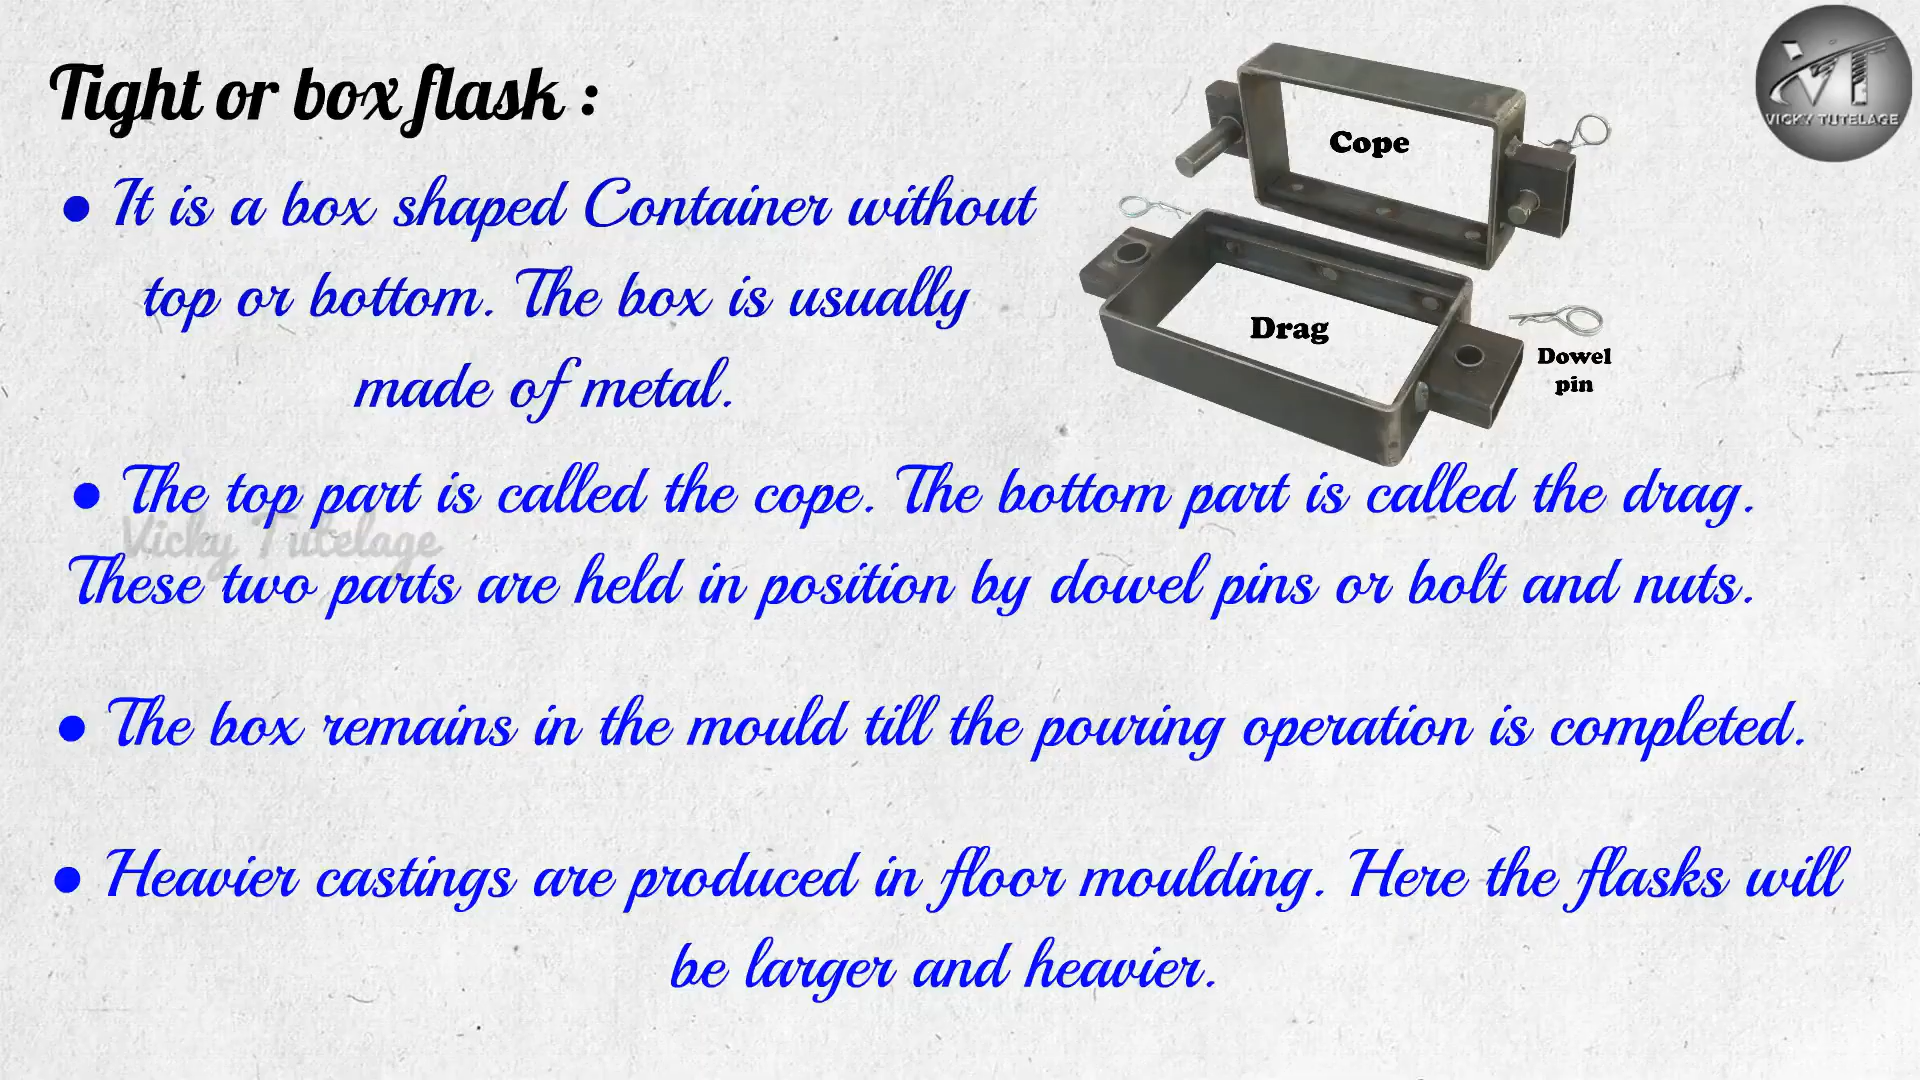 Tight or box flask :
• It is a box shaped Container without
top or bottom. The box is usually
made of metal.
Cope
Drag
Dowel
pin
VT
VICKY TUTELAGE
• The top part is called the cope. The bottom part is called the drag.
Vicky Tutelage
These two parts are held in position by dowel pins or bolt and nuts.
• The box remains in the mould till the pouring operation is completed.
• Heavier castings are produced in floor moulding. Here the flasks will
be larger and heavier.